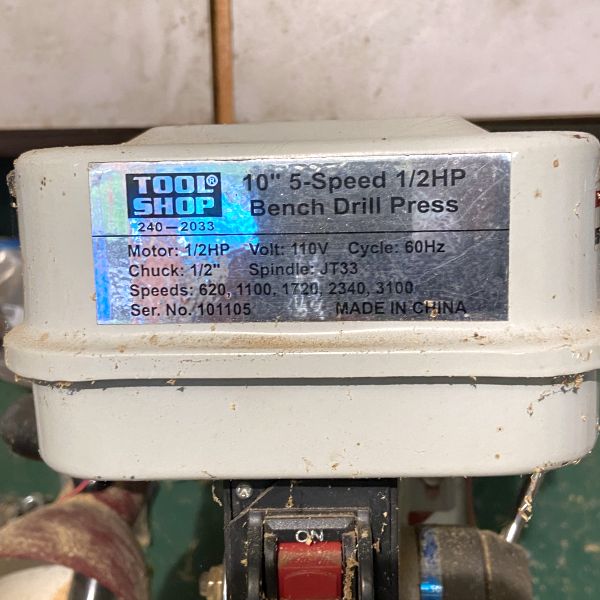 TOOL® SHOP
240-2033
10" 5-Speed 1/2HP
Bench Drill Press
Motor: 1/2HP Volt: 110V Cycle: 60Hz
Chuck: 1/2" Spindle: JT33
Speeds: 620, 1100, 1720, 2340, 3100
Ser. No. 101105 MADE IN CHINA
ON